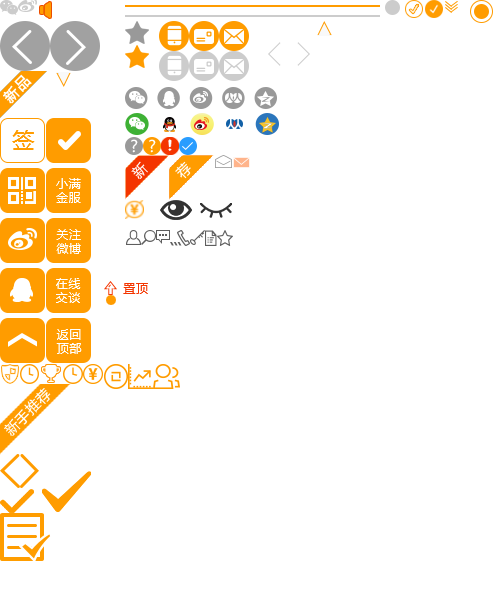 新品
签
新
荐
小满
金服
关注
微博
在线
交谈
置顶
返回
顶部
新手推荐